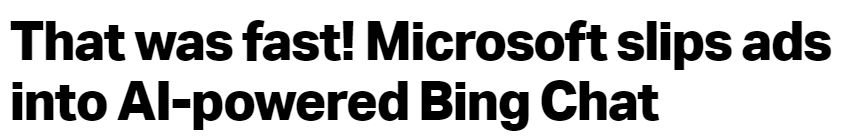 That was fast! Microsoft slips ads
into AI-powered Bing Chat